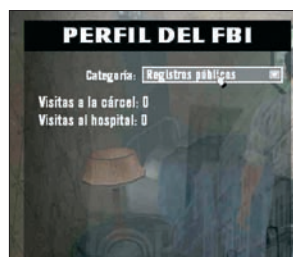 PERFIL DEL FBI
Categoría: Registros públicos
Visitas a la cárcel: 0
Visitas al hospital: 0